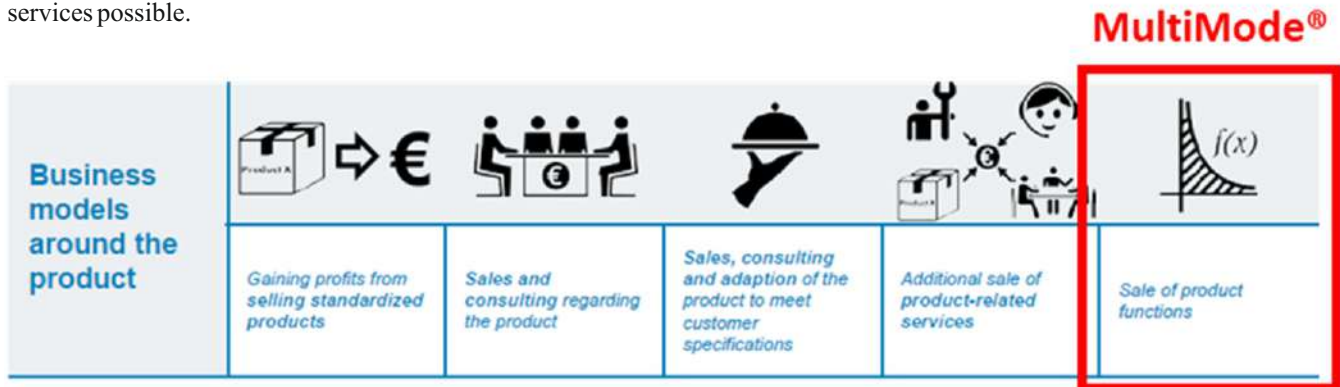 services possible.
MultiMode®
Business
models
around the
product
Product A
€
€
€
Product A
f(x)
Gaining profits from
selling standardized
products
Sales and
consulting regarding
the product
Sales, consulting
and adaption of the
product to meet
customer
specifications
Additional sale of
product-related
services
Sale of product
functions